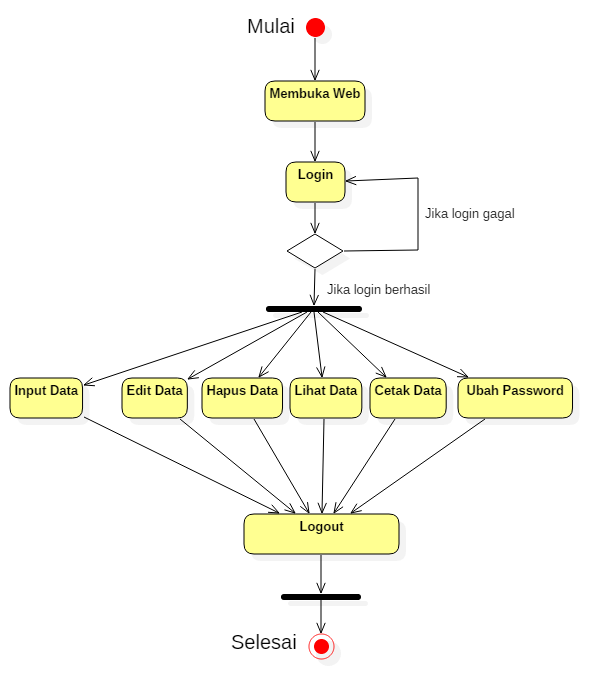 Mulai
Membuka Web
Login
Jika login gagal
Jika login berhasil
Input Data
Edit Data
Hapus Data
Lihat Data
Cetak Data
Ubah Password
Logout
Selesai